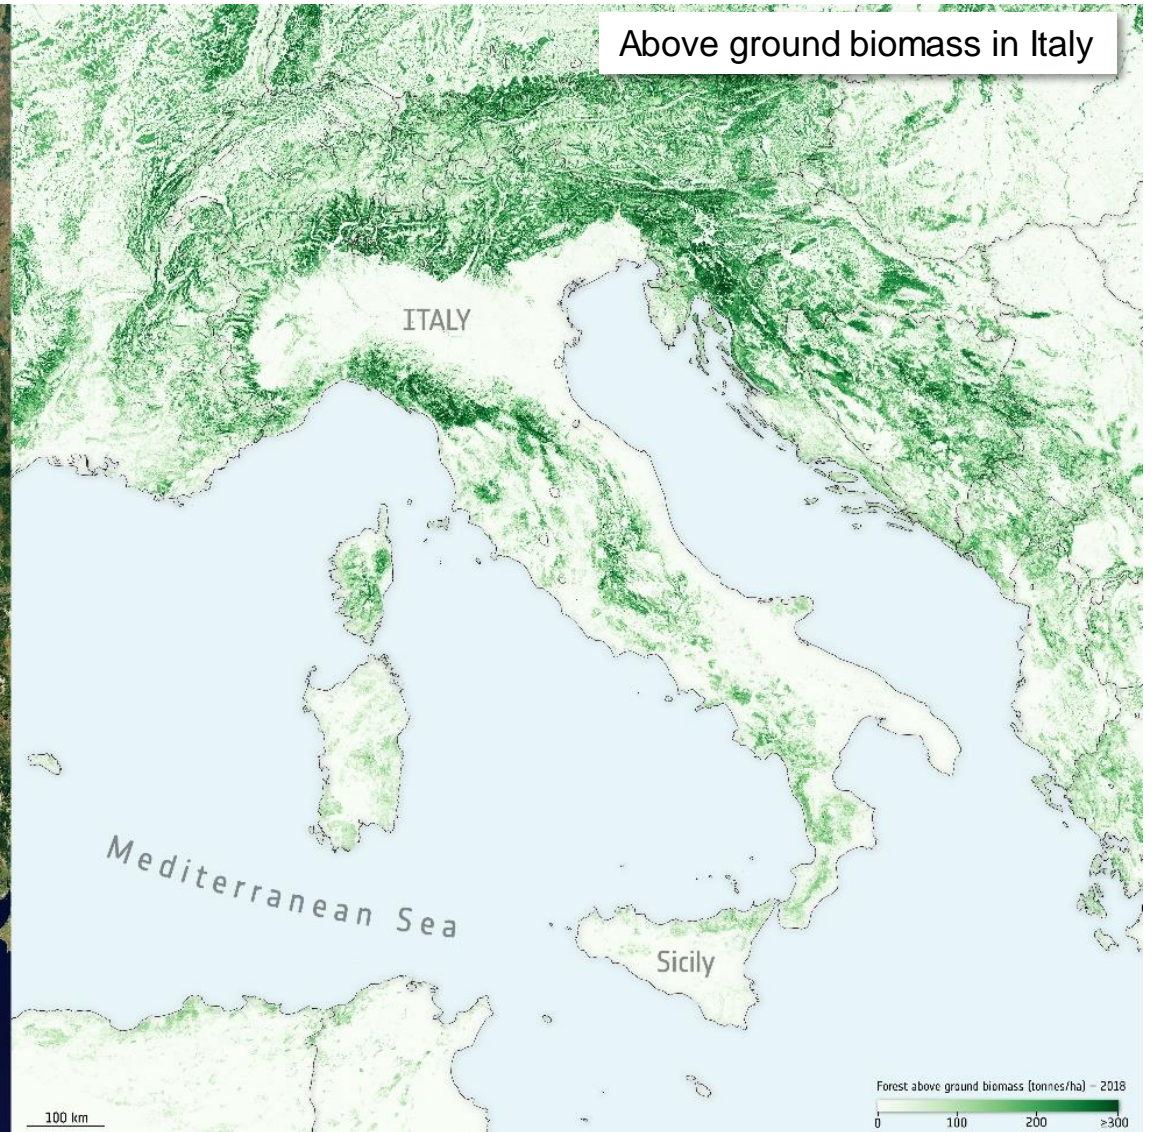 Above ground biomass in Italy
ITALY
Mediterranean Sea
Sicily
Forest above ground biomass (tonnes/ha) – 2018
0 100 200 ≥300
100 km